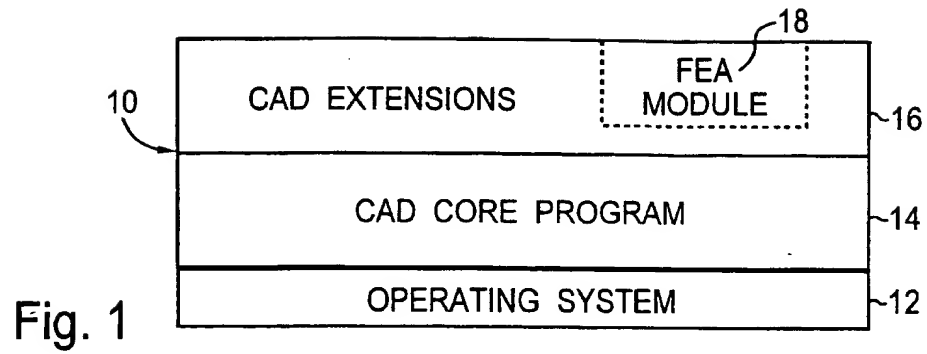 18
FEA
MODULE
CAD EXTENSIONS
10
16
CAD CORE PROGRAM
14
OPERATING SYSTEM
12
Fig. 1